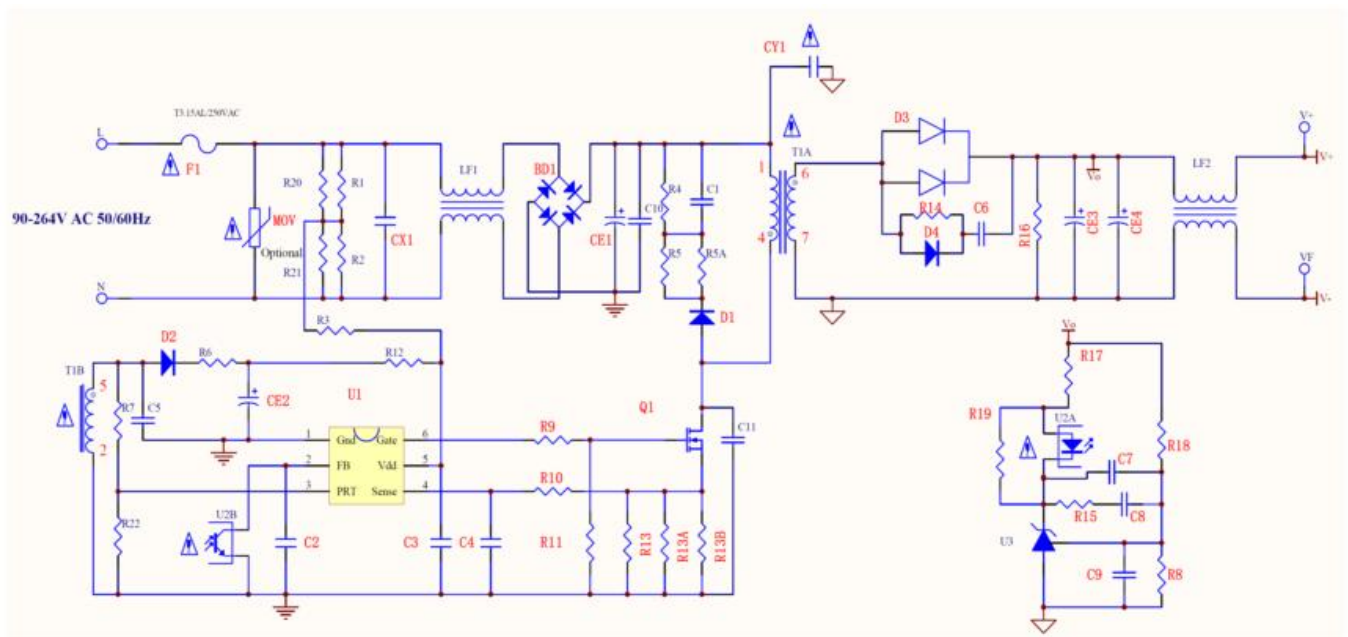 CY1
T3.15AL/250VAC
L
F1
LF1
BD1
T1A
D3
V+
V+
LF2
Vo
R20
R1
R4
C1
1
6
R14
C6
D4
90-264V AC 50/60Hz
MOV
Optional
CX1
CE1
C10
4
7
R16
CE3
CE4
R21
R2
R5
R5A
N
VF
V-
R3
D1
D2
Vo
R6
R12
R17
T1B
5
U1
CE2
Q1
R7
C5
R19
U2A
R9
C11
1
Gnd
Gate
6
R18
2
2
FB
Vdd
5
C7
R10
3
PRT
Sense
4
U2B
R15
C8
R22
U3
C2
C3
C4
R11
R13
R13A
R13B
C9
R8